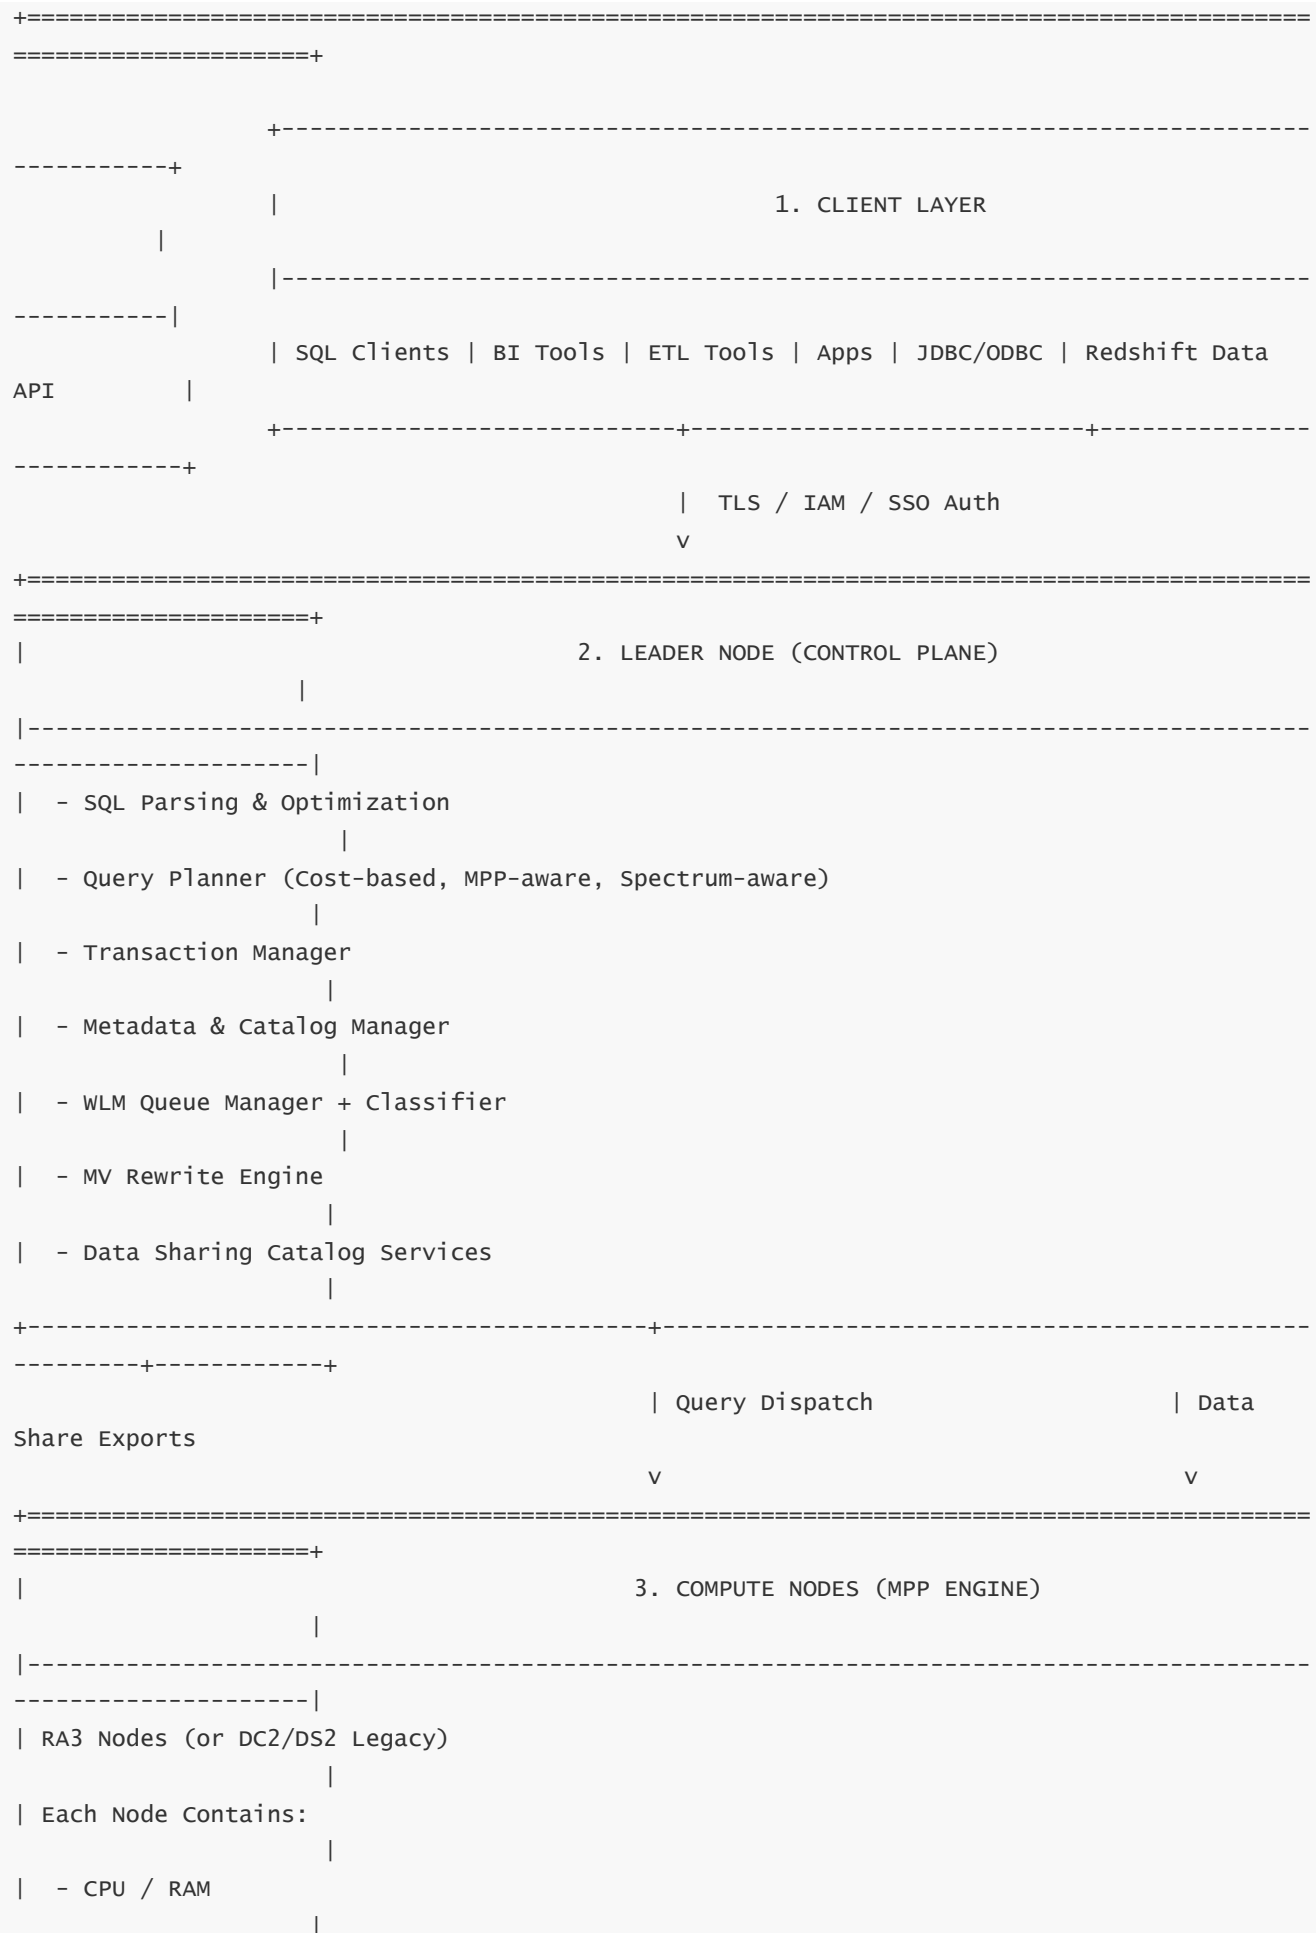 +===========================================================================================
=====================+
+-------------------------------------------------------------------------
-----------+
|                                   1. CLIENT LAYER
          |
|-------------------------------------------------------------------------
-----------|
| SQL Clients | BI Tools | ETL Tools | Apps | JDBC/ODBC | Redshift Data
API         |
+----------------------------+----------------------------+---------------
------------+
|  TLS / IAM / SSO Auth
v
+===========================================================================================
=====================+
|                                       2. LEADER NODE (CONTROL PLANE)
                    |
|-------------------------------------------------------------------------------------------
---------------------|
|  - SQL Parsing & Optimization
                       |
|  - Query Planner (Cost-based, MPP-aware, Spectrum-aware)
                     |
|  - Transaction Manager
                      |
|  - Metadata & Catalog Manager
                       |
|  - WLM Queue Manager + Classifier
                       |
|  - MV Rewrite Engine
                      |
|  - Data Sharing Catalog Services
                      |
+--------------------------------------------+----------------------------------------------
---------+------------+
| Query Dispatch                     | Data
Share Exports
v                                     v
+===========================================================================================
=====================+
|                                           3. COMPUTE NODES (MPP ENGINE)
                     |
|-------------------------------------------------------------------------------------------
---------------------|
| RA3 Nodes (or DC2/DS2 Legacy)
                      |
| Each Node Contains:
                      |
|  - CPU / RAM
                     |